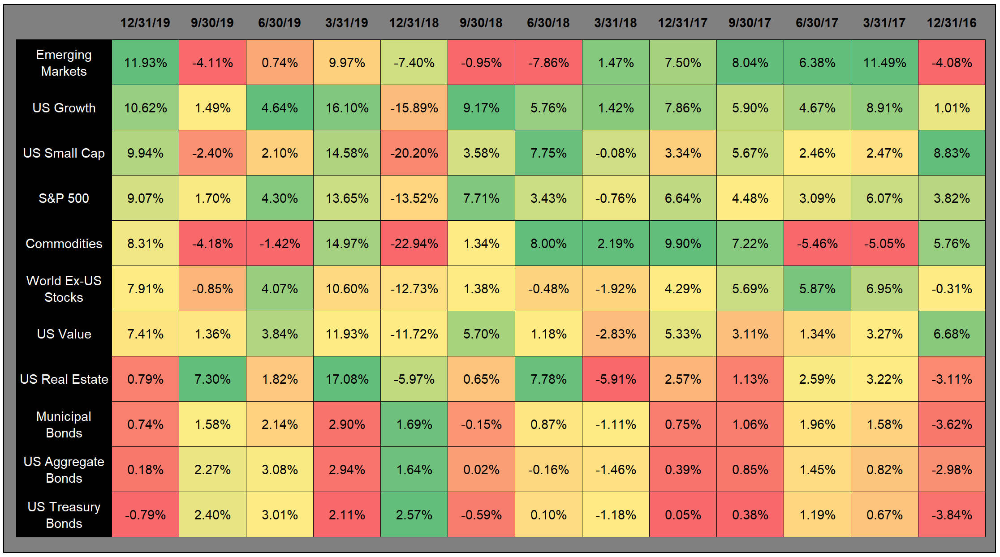 12/31/19 9/30/19 6/30/19 3/31/19 12/31/18 9/30/18 6/30/18 3/31/18 12/31/17 9/30/17 6/30/17 3/31/17 12/31/16
Emerging
Markets
11.93% -4.11% 0.74% 9.97% -7.40% -0.95% -7.86% 1.47% 7.50% 8.04% 6.38% 11.49% -4.08%
US Growth 10.62% 1.49% 4.64% 16.10% -15.89% 9.17% 5.76% 1.42% 7.86% 5.90% 4.67% 8.91% 1.01%
US Small Cap 9.94% -2.40% 2.10% 14.58% -20.20% 3.58% 7.75% -0.08% 3.34% 5.67% 2.46% 2.47% 8.83%
S&P 500 9.07% 1.70% 4.30% 13.65% -13.52% 7.71% 3.43% -0.76% 6.64% 4.48% 3.09% 6.07% 3.82%
Commodities 8.31% -4.18% -1.42% 14.97% -22.94% 1.34% 8.00% 2.19% 9.90% 7.22% -5.46% -5.05% 5.76%
World Ex-US
Stocks
7.91% -0.85% 4.07% 10.60% -12.73% 1.38% -0.48% -1.92% 4.29% 5.69% 5.87% 6.95% -0.31%
US Value 7.41% 1.36% 3.84% 11.93% -11.72% 5.70% 1.18% -2.83% 5.33% 3.11% 1.34% 3.27% 6.68%
US Real Estate 0.79% 7.30% 1.82% 17.08% -5.97% 0.65% 7.78% -5.91% 2.57% 1.13% 2.59% 3.22% -3.11%
Municipal
Bonds
0.74% 1.58% 2.14% 2.90% 1.69% -0.15% 0.87% -1.11% 0.75% 1.06% 1.96% 1.58% -3.62%
US Aggregate
Bonds
0.18% 2.27% 3.08% 2.94% 1.64% 0.02% -0.16% -1.46% 0.39% 0.85% 1.45% 0.82% -2.98%
US Treasury
Bonds
-0.79% 2.40% 3.01% 2.11% 2.57% -0.59% 0.10% -1.18% 0.05% 0.38% 1.19% 0.67% -3.84%